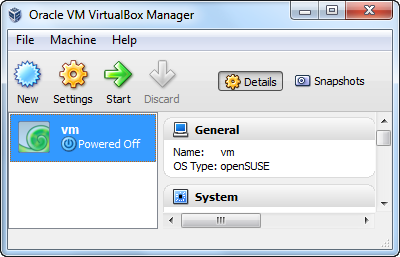 Oracle VM VirtualBox Manager
File Machine Help
New Settings Start Discard Details Snapshots
vm
Powered Off
General
Name: vm
OS Type: openSUSE
System